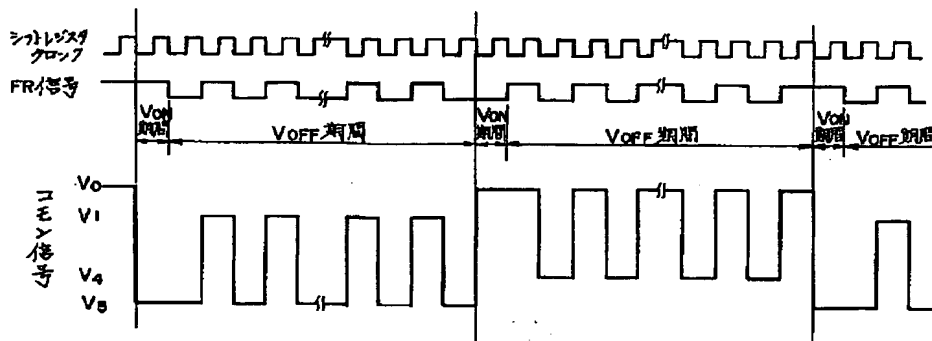 シフトレジスタ
クロック
FR信号
VON
期間
VOFF期間
VON
期間
VOFF期間
VON
期間
VOFF期間
コモン信号
V0
V1
V4
V5